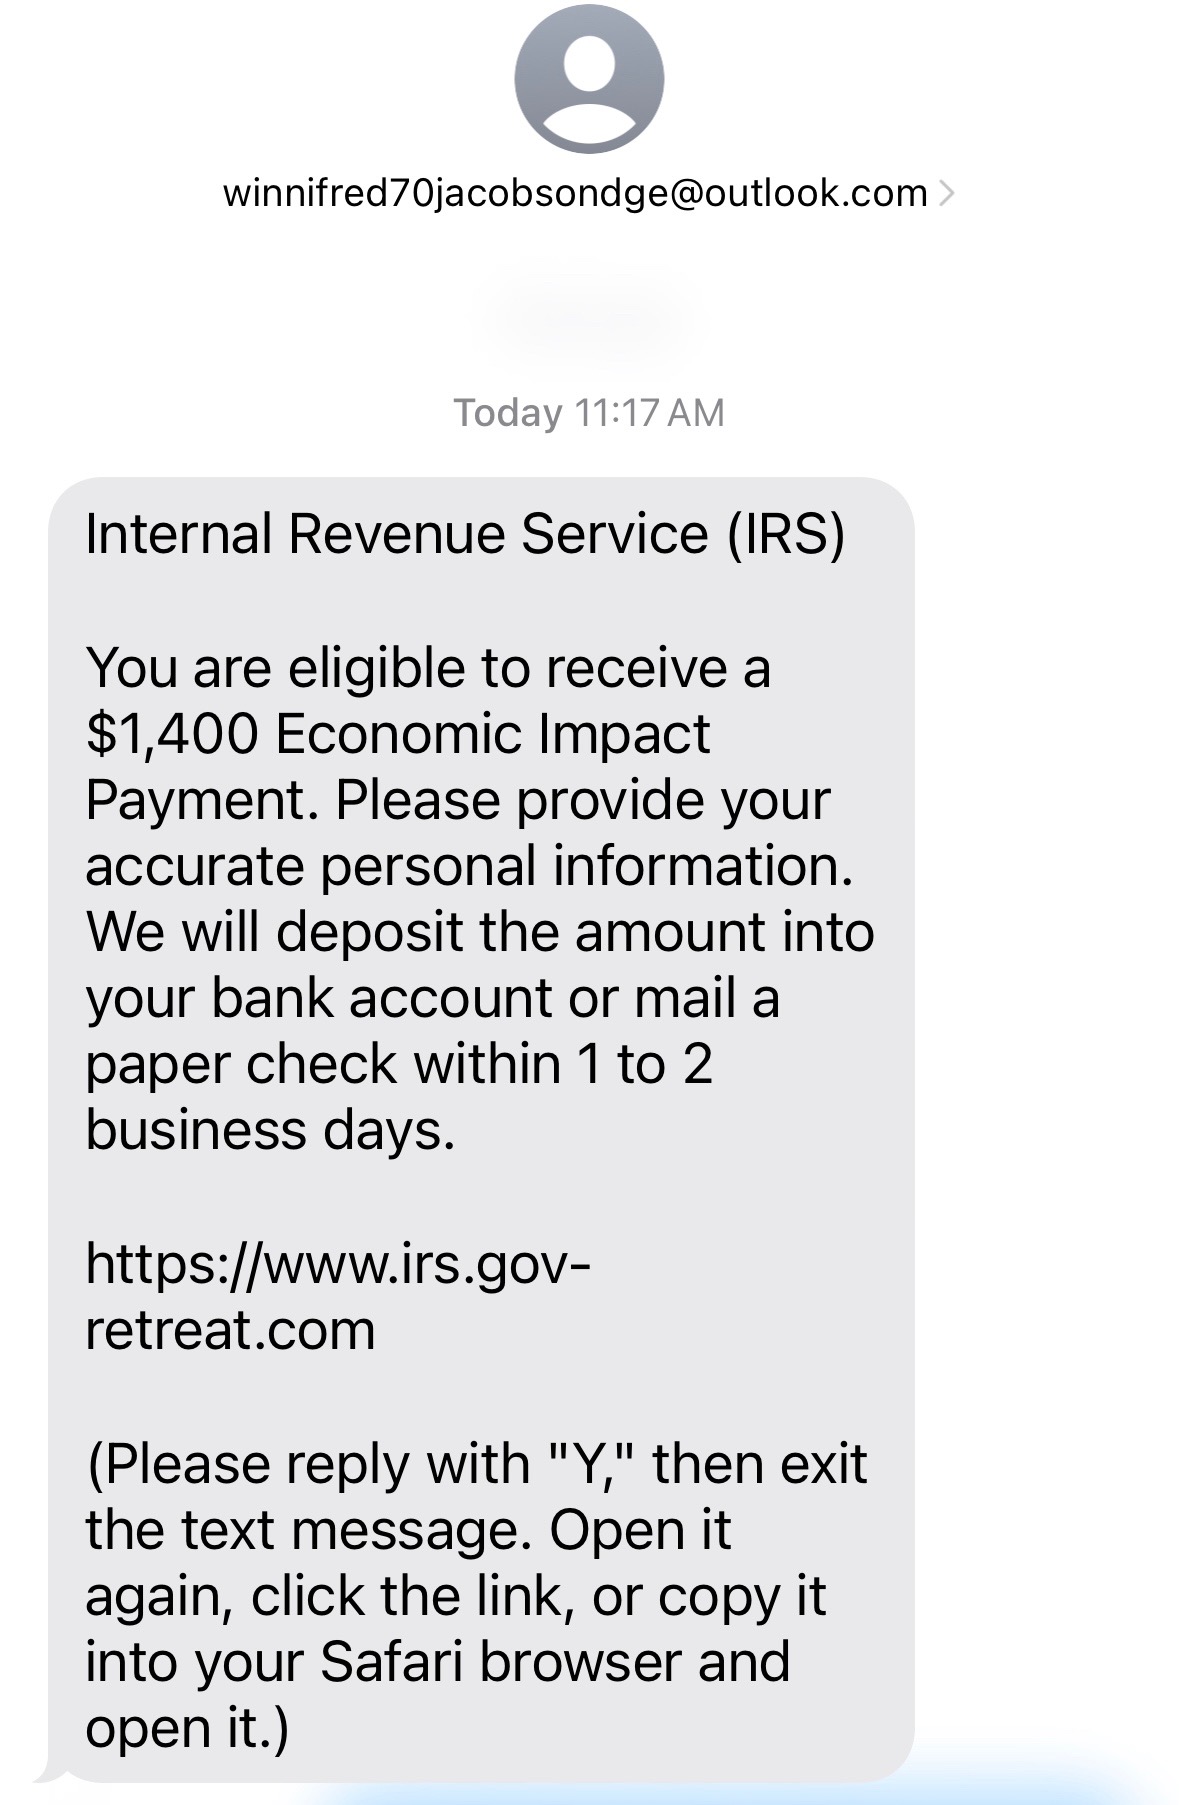 winnifred70jacobsondge@outlook.com
Today 11:17 AM
Internal Revenue Service (IRS)
You are eligible to receive a
$1,400 Economic Impact
Payment. Please provide your
accurate personal information.
We will deposit the amount into
your bank account or mail a
paper check within 1 to 2
business days.
https://www.irs.gov-
retreat.com
(Please reply with "Y," then exit
the text message. Open it
again, click the link, or copy it
into your Safari browser and
open it.)